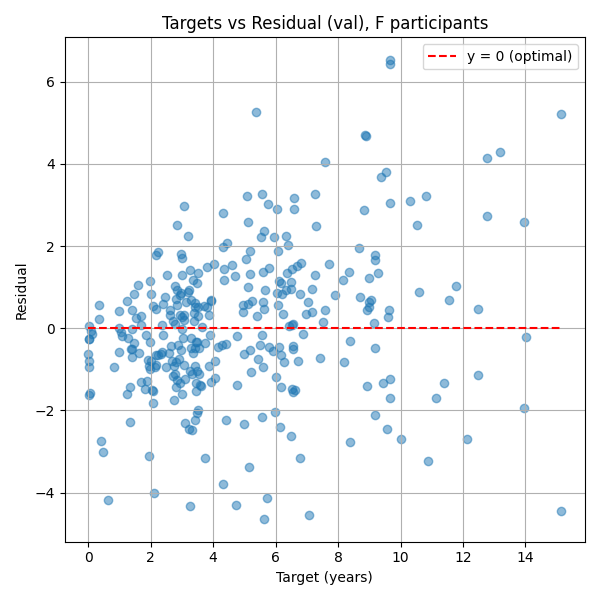 Targets vs Residual (val), F participants
y = 0 (optimal)
6
4
2
0
−2
−4
Residual
0 2 4 6 8 10 12 14
Target (years)